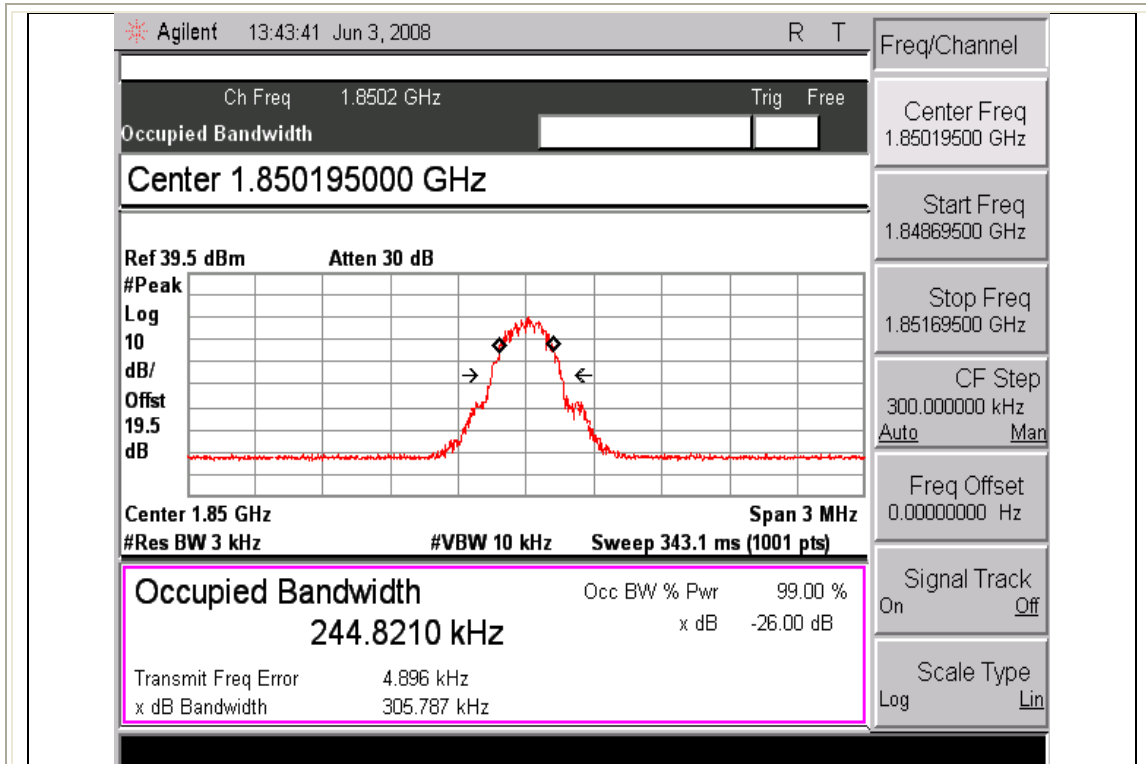 Agilent 13:43:41 Jun 3, 2008 R T
Ch Freq 1.8502 GHz Trig Free
Occupied Bandwidth
Center 1.850195000 GHz
Ref 39.5 dBm Atten 30 dB
#Peak
Log
10
dB/
Offst
19.5
dB
Center 1.85 GHz Span 3 MHz
#Res BW 3 kHz #VBW 10 kHz Sweep 343.1 ms (1001 pts)
Occupied Bandwidth
244.8210 kHz
Occ BW % Pwr 99.00 %
x dB -26.00 dB
Transmit Freq Error 4.896 kHz
x dB Bandwidth 305.787 kHz
Freq/Channel
Center Freq
1.85019500 GHz
Start Freq
1.84869500 GHz
Stop Freq
1.85169500 GHz
CF Step
300.000000 kHz
Auto Man
Freq Offset
0.00000000 Hz
Signal Track
On Off
Scale Type
Log Lin